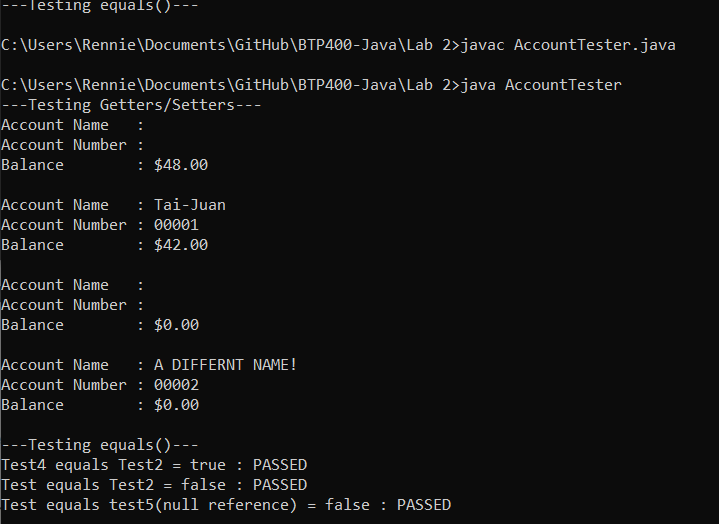 ---Testing equals()---
C:\Users\Rennie\Documents\GitHub\BTP400-Java\Lab 2>javac AccountTester.java
C:\Users\Rennie\Documents\GitHub\BTP400-Java\Lab 2>java AccountTester
---Testing Getters/Setters---
Account Name   :
Account Number :
Balance        : $48.00
Account Name   : Tai-Juan
Account Number : 00001
Balance        : $42.00
Account Name   :
Account Number :
Balance        : $0.00
Account Name   : A DIFFERNT NAME!
Account Number : 00002
Balance        : $0.00
---Testing equals()---
Test4 equals Test2 = true : PASSED
Test equals Test2 = false : PASSED
Test equals test5(null reference) = false : PASSED